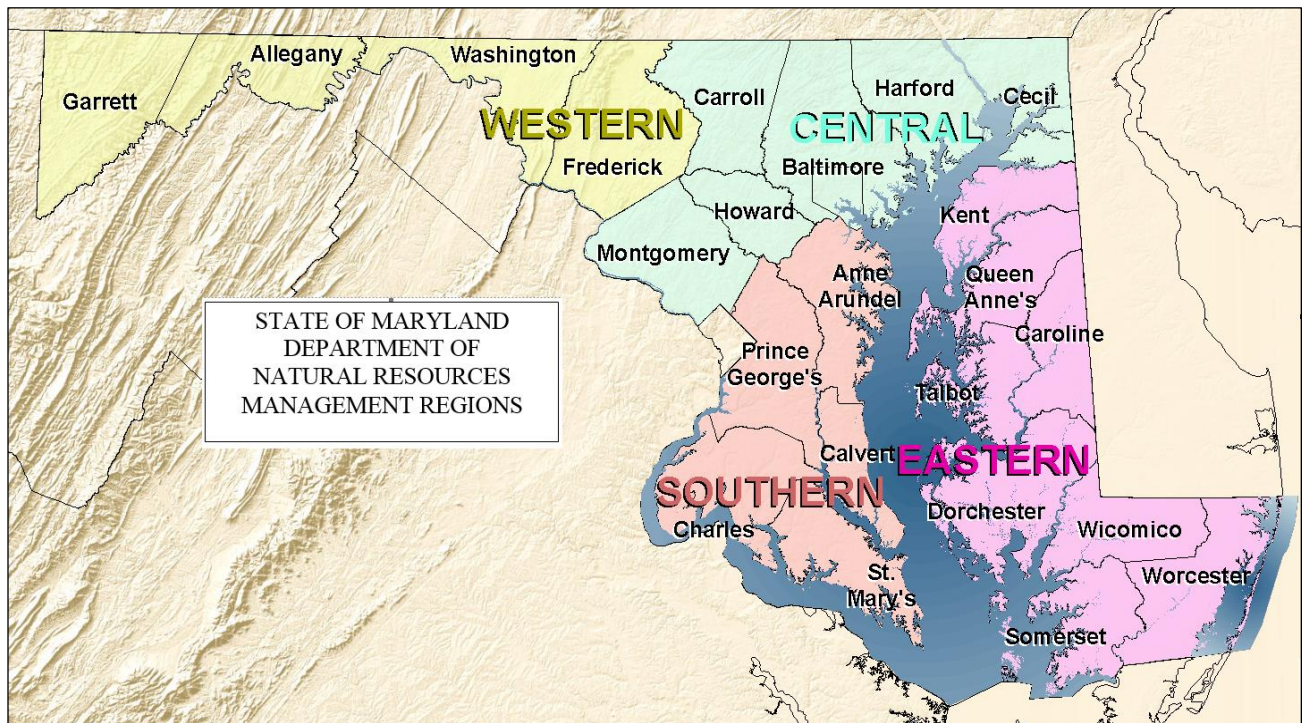 Allegany
Washington
Garrett
WESTERN
Frederick
Carroll
Harford
Cecil
CENTRAL
Baltimore
Howard
Montgomery
Kent
Anne
Arundel
Queen
Anne's
Caroline
STATE OF MARYLAND
DEPARTMENT OF
NATURAL RESOURCES
MANAGEMENT REGIONS
Prince
George's
Talbot
Calvert
EASTERN
SOUTHERN
Charles
Dorchester
Wicomico
St.
Mary's
Worcester
Somerset